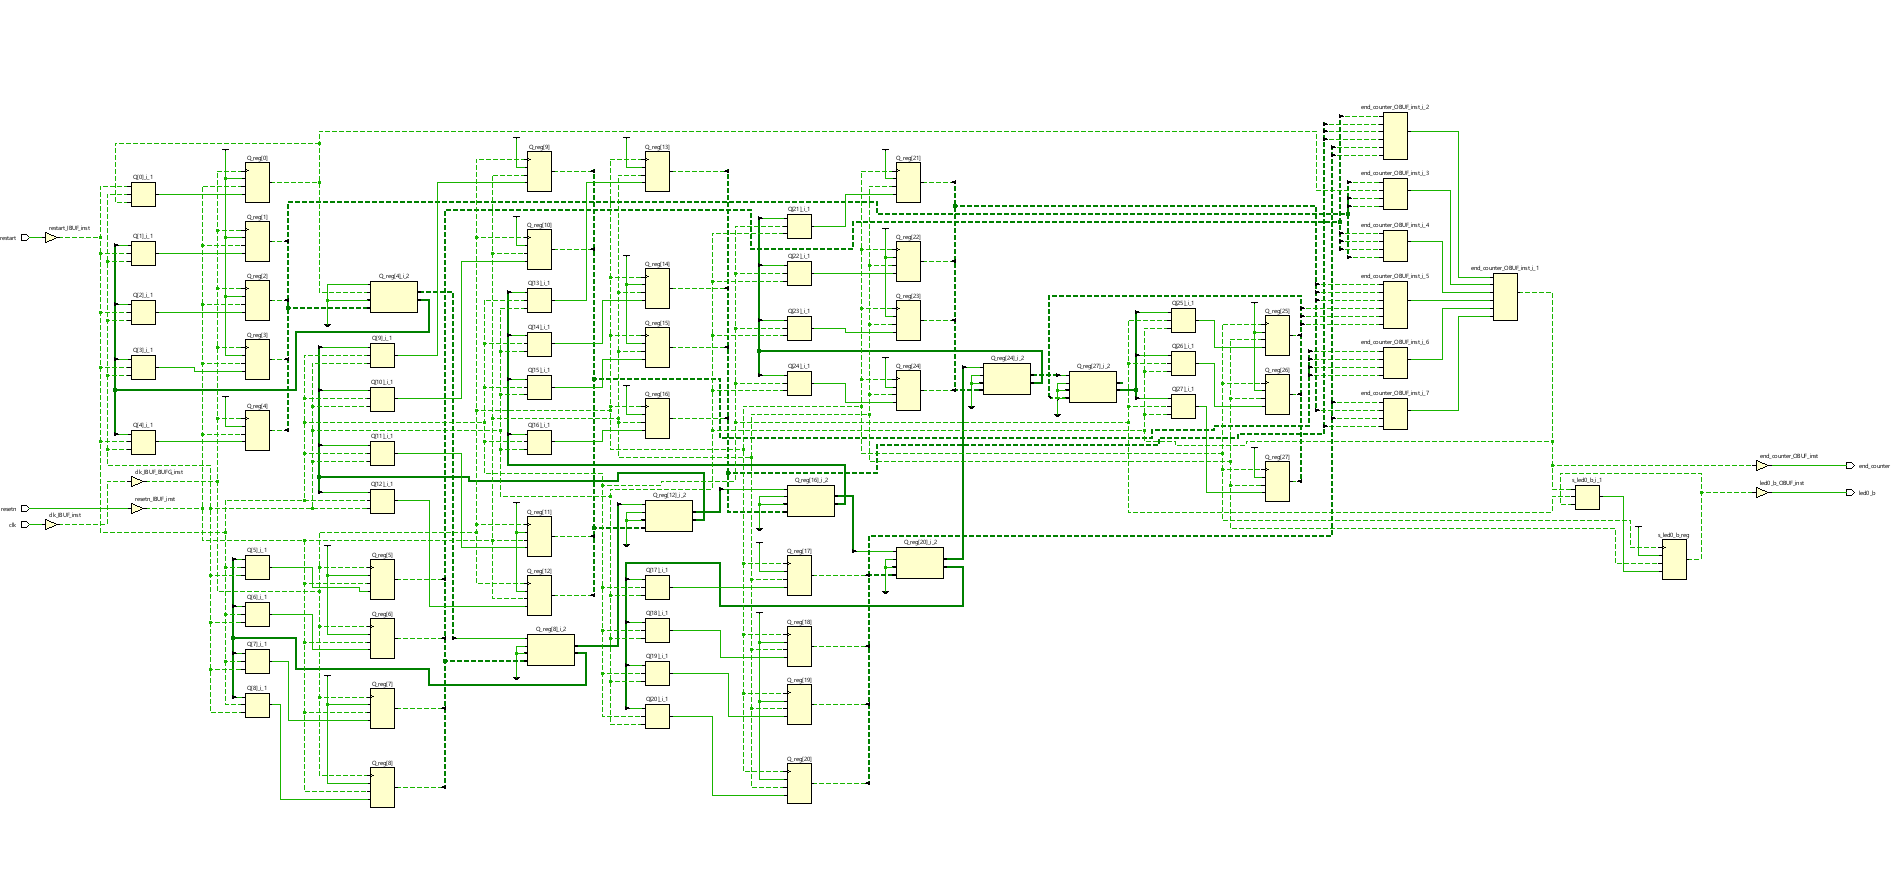 end_counter_OBUF_inst_i_2
Q_reg[9]
Q_reg[13]
Q_reg[0]
Q_reg[21]
end_counter_OBUF_inst_i_3
Q[0]_i_1
Q[21]_i_1
Q_reg[1]
Q_reg[10]
end_counter_OBUF_inst_i_4
restart_IBUF_inst
restart
Q[1]_i_1
Q_reg[22]
Q[22]_i_1
Q_reg[14]
end_counter_OBUF_inst_i_1
Q_reg[2]
Q_reg[4]_i_2
end_counter_OBUF_inst_i_5
Q[13]_i_1
Q[2]_i_1
Q_reg[23]
Q[25]_i_1
Q_reg[25]
Q[23]_i_1
Q_reg[15]
Q[14]_i_1
Q_reg[3]
Q[9]_i_1
end_counter_OBUF_inst_i_6
Q[26]_i_1
Q[3]_i_1
Q_reg[24]_i_2
Q[24]_i_1
Q_reg[24]
Q_reg[27]_i_2
Q[15]_i_1
Q_reg[26]
Q[10]_i_1
Q[27]_i_1
Q_reg[16]
end_counter_OBUF_inst_i_7
Q_reg[4]
Q[4]_i_1
Q[16]_i_1
Q[11]_i_1
Q_reg[27]
end_counter_OBUF_inst
end_counter
clk_IBUF_BUFG_inst
s_led0_b_i_1
Q_reg[16]_i_2
led0_b_OBUF_inst
led0_b
Q[12]_i_1
Q_reg[12]_i_2
resetn_IBUF_inst
resetn
clk_IBUF_inst
clk
Q_reg[11]
s_led0_b_reg
Q_reg[20]_i_2
Q[5]_i_1
Q_reg[5]
Q_reg[17]
Q_reg[12]
Q[17]_i_1
Q[6]_i_1
Q_reg[6]
Q[18]_i_1
Q_reg[18]
Q_reg[8]_i_2
Q[7]_i_1
Q[19]_i_1
Q_reg[19]
Q_reg[7]
Q[8]_i_1
Q[20]_i_1
Q_reg[8]
Q_reg[20]